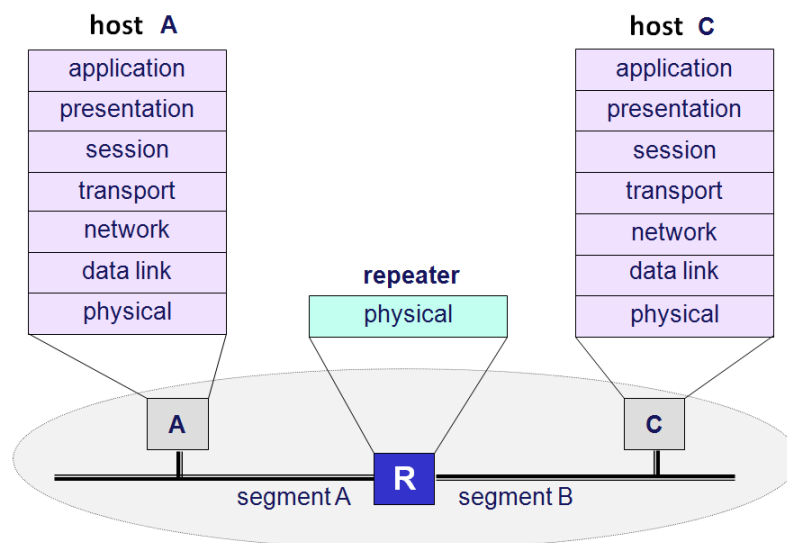 host A
application
presentation
session
transport
network
data link
physical
host C
application
presentation
session
transport
network
data link
physical
repeater
physical
A
R
C
segment A
segment B